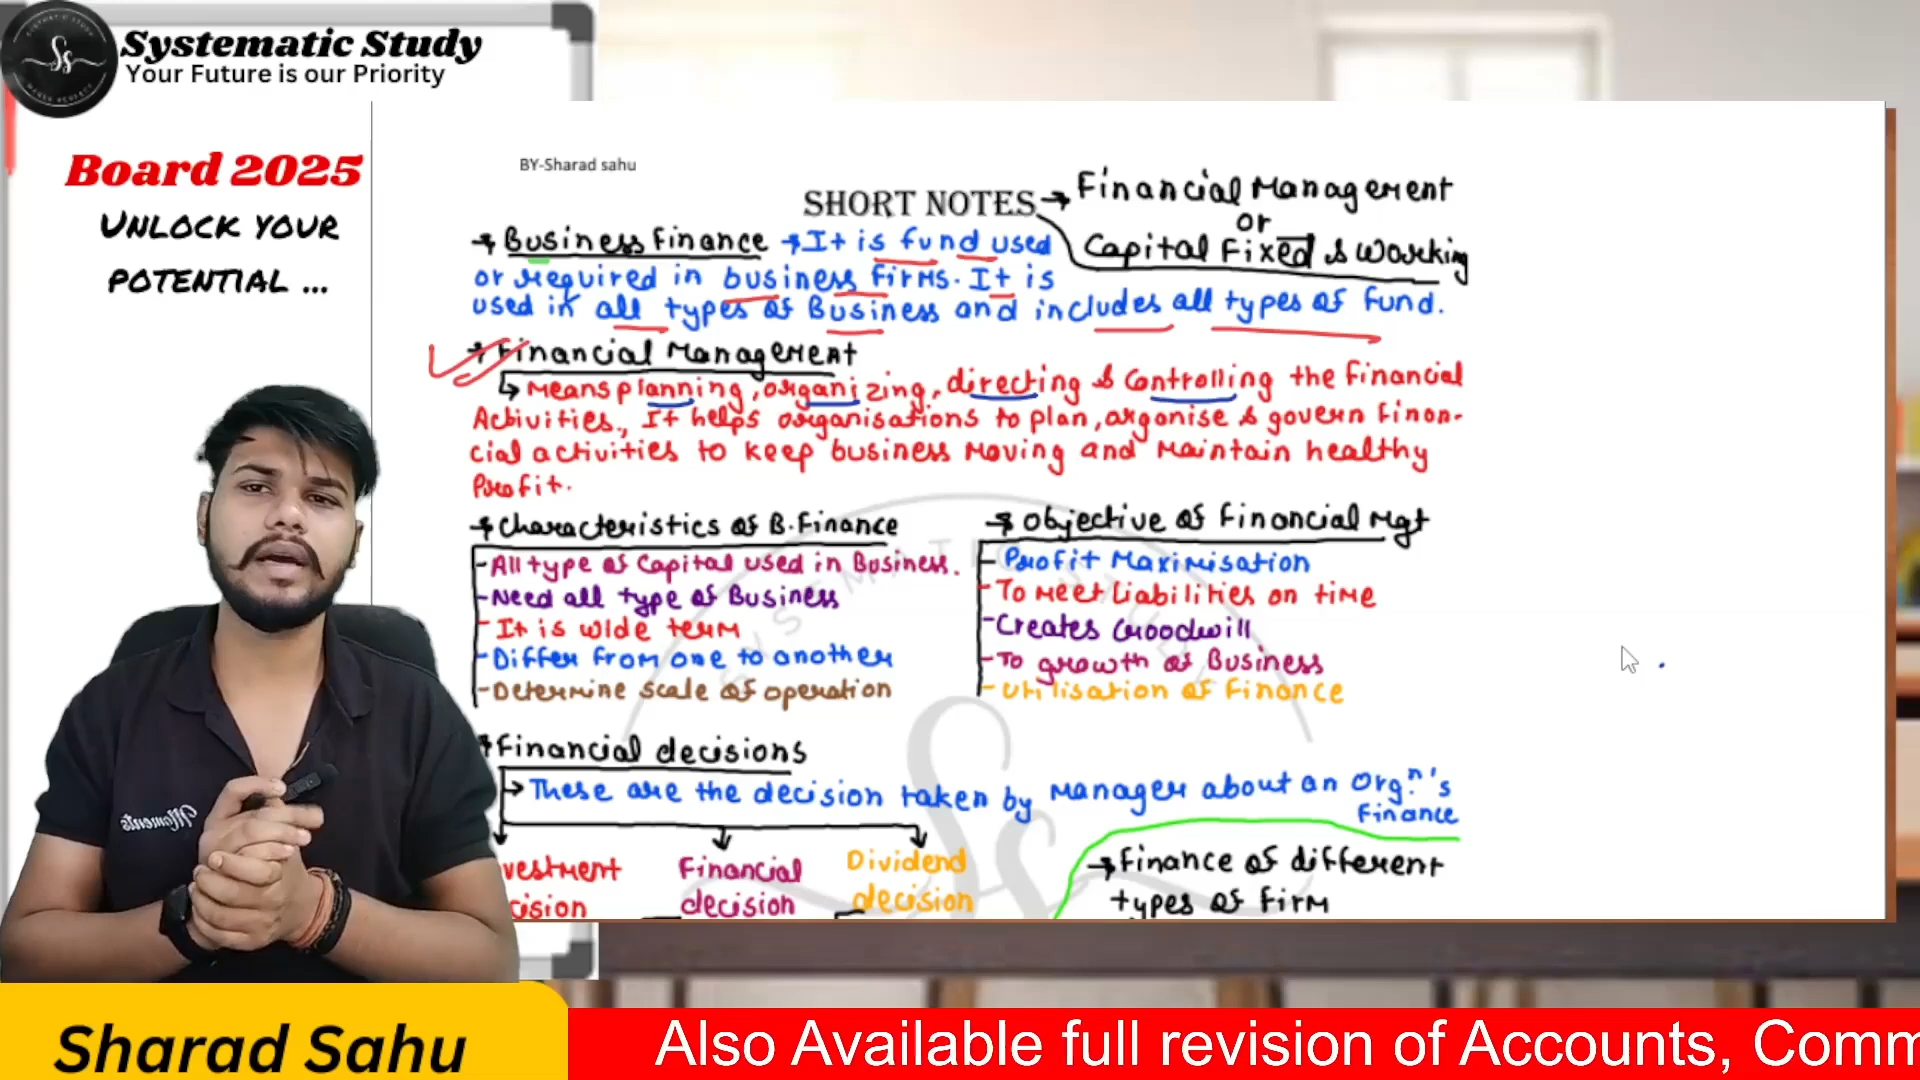 Systematic Study
Your Future is our Priority
Board 2025
UNLOCK YOUR
POTENTIAL ...
BY-Sharad sahu
SHORT NOTES → Financial Management
or
Capital Fixed & Working
→ Business Finance → It is fund used
or required in business firms. It is
used in all types of Business and includes all types of fund.
→ Financial Management
↳ Means planning, organizing, directing & controlling the financial
Activities., It helps organisations to plan, organise & govern finan-
cial activities to keep business moving and maintain healthy
Profit.
→ Characteristics of B.Finance
- All type of Capital used in Business.
- Need all type of Business
- It is wide term
- Differ from one to another
- Determine scale of operation
→ Objective of Financial Mgt
- Profit Maximisation
- To meet Liabilities on time
- Creates Goodwill
- To growth of Business
- Utilisation of Finance
SYSTEMATIC STUDY
Financial decisions
→ These are the decision taken by manager about an Orgⁿ's
Finance
vestment
cision
Financial
decision
Dividend
decision
→ Finance of different
types of Firm
Moments
Sharad Sahu
Also Available full revision of Accounts, Comm